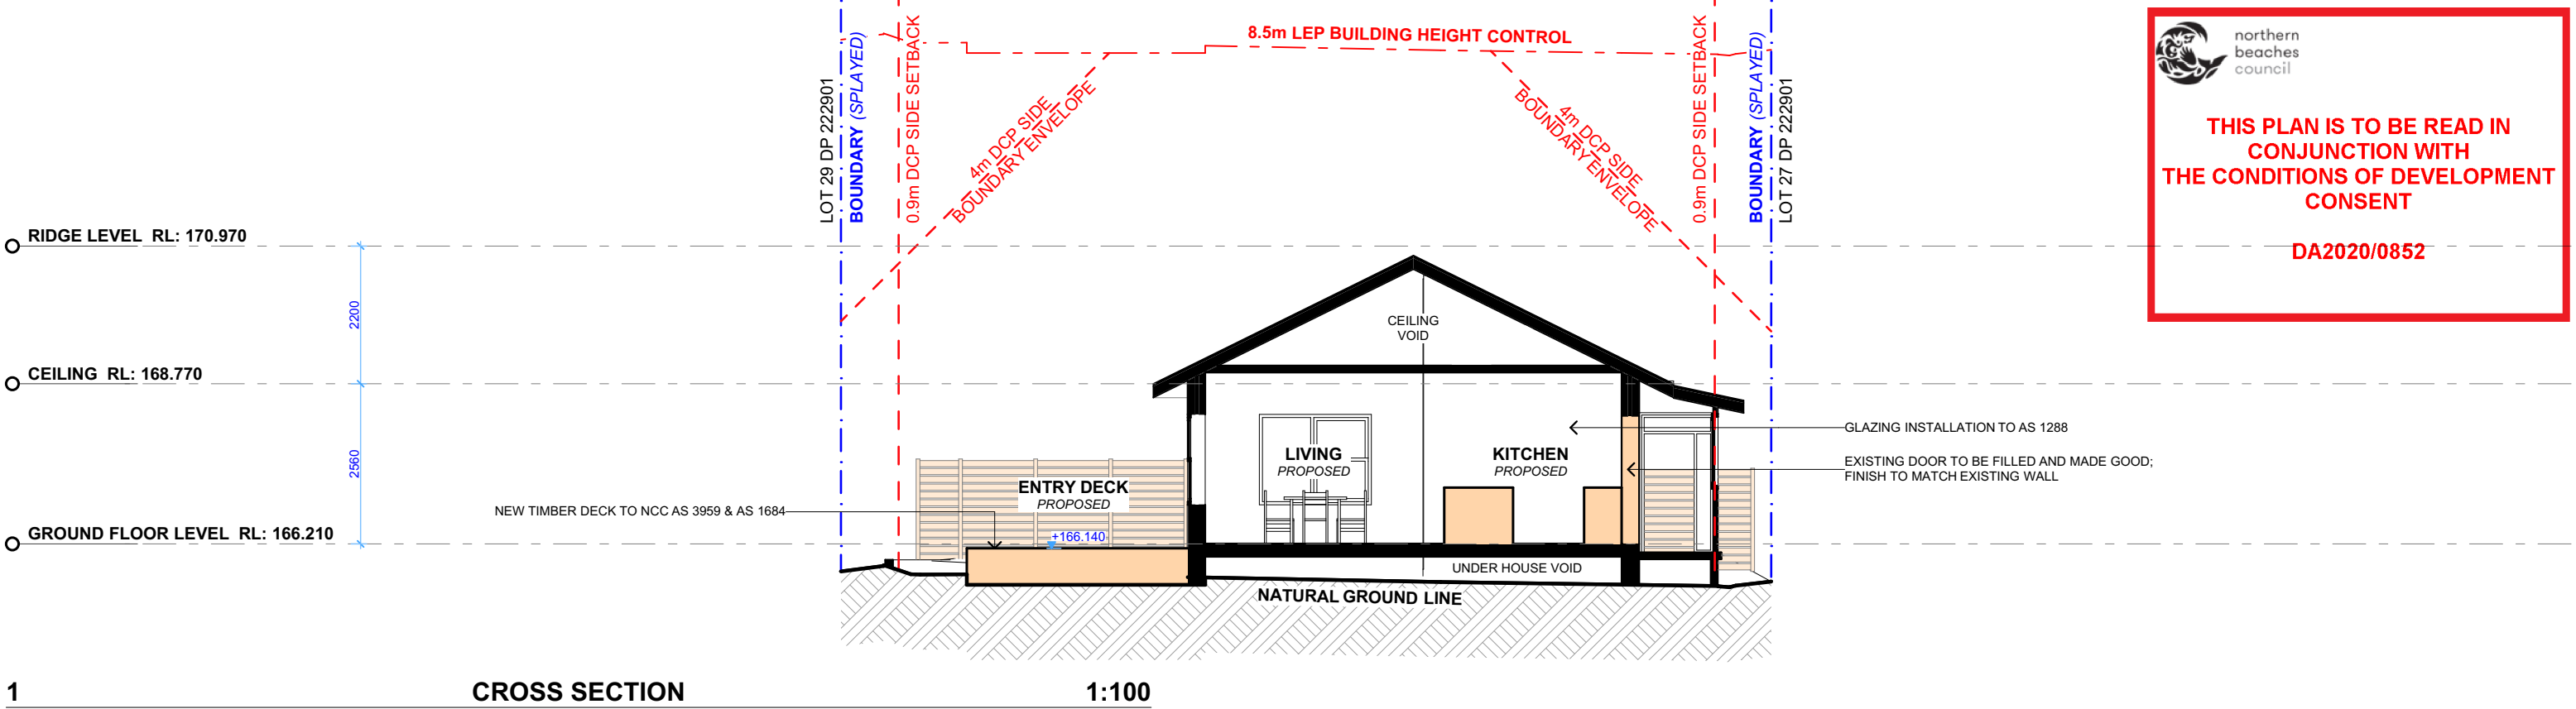 8.5m LEP BUILDING HEIGHT CONTROL
LOT 29 DP 222901
BOUNDARY (SPLAYED)
0.9m DCP SIDE SETBACK
4m DCP SIDE
BOUNDARY ENVELOPE
4m DCP SIDE
BOUNDARY ENVELOPE
0.9m DCP SIDE SETBACK
BOUNDARY (SPLAYED)
LOT 27 DP 222901
northern
beaches
council
THIS PLAN IS TO BE READ IN
CONJUNCTION WITH
THE CONDITIONS OF DEVELOPMENT
CONSENT
DA2020/0852
RIDGE LEVEL RL: 170.970
2200
CEILING
VOID
CEILING RL: 168.770
2560
GLAZING INSTALLATION TO AS 1288
LIVING
PROPOSED
KITCHEN
PROPOSED
EXISTING DOOR TO BE FILLED AND MADE GOOD;
FINISH TO MATCH EXISTING WALL
ENTRY DECK
PROPOSED
NEW TIMBER DECK TO NCC AS 3959 & AS 1684
GROUND FLOOR LEVEL RL: 166.210
+166.140
UNDER HOUSE VOID
NATURAL GROUND LINE
1 CROSS SECTION 1:100